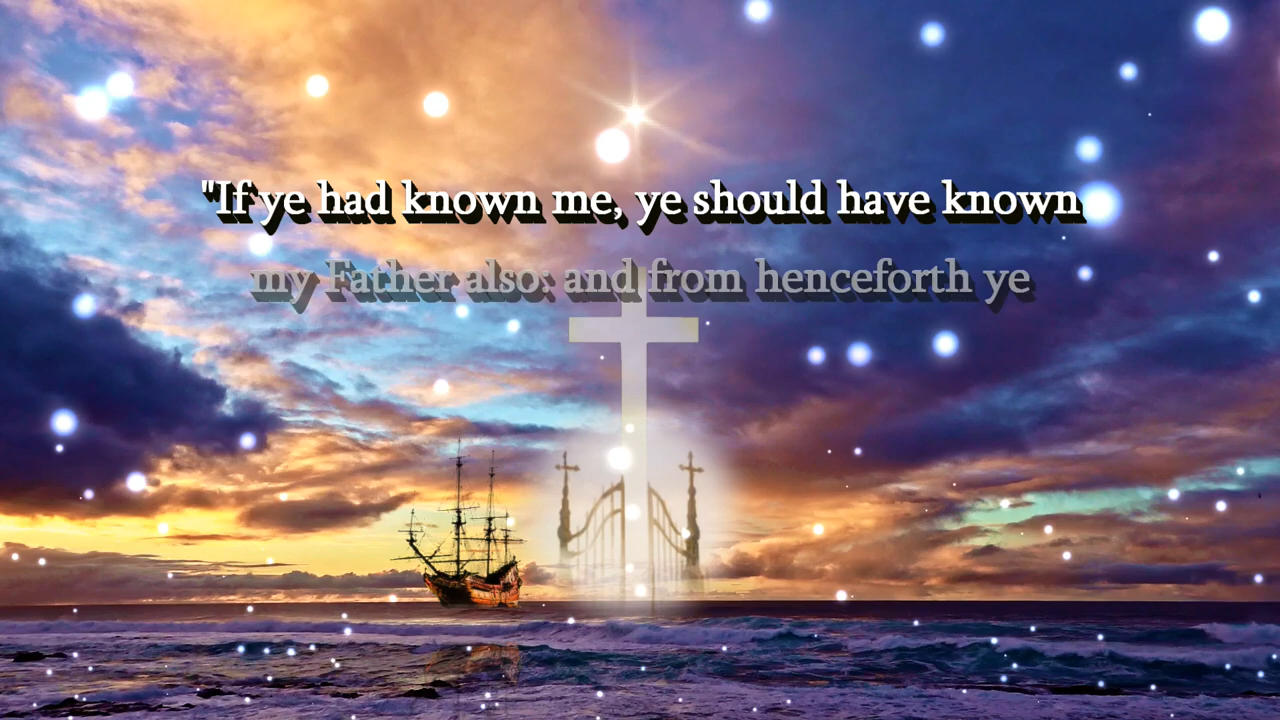 "If ye had known me, ye should have known
my Father also: and from henceforth ye